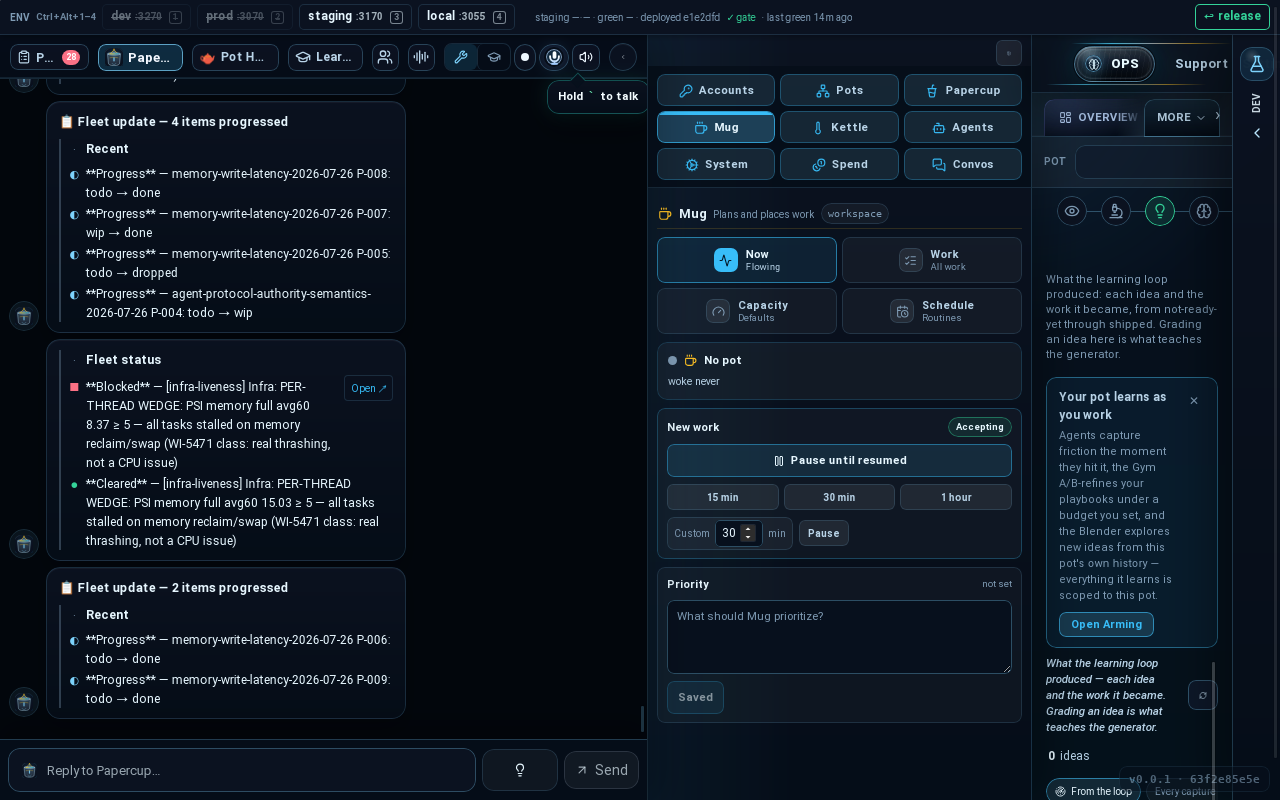 ENV Ctrl+Alt+1–4 dev :3270 1 prod :3070 2 staging :3170 3 local :3055 4 staging — — · green — · deployed e1e2dfd ✓ gate · last green 14m ago ↩ release
P... 28 Pape... Pot H... Lear...
Hold ` to talk
📋 Fleet update — 4 items progressed
Recent
**Progress** — memory-write-latency-2026-07-26 P-008:
todo → done
**Progress** — memory-write-latency-2026-07-26 P-007:
wip → done
**Progress** — memory-write-latency-2026-07-26 P-005:
todo → dropped
**Progress** — agent-protocol-authority-semantics-
2026-07-26 P-004: todo → wip
Fleet status
**Blocked** — [infra-liveness] Infra: PER-
THREAD WEDGE: PSI memory full avg60
8.37 ≥ 5 — all tasks stalled on memory
reclaim/swap (WI-5471 class: real thrashing,
not a CPU issue)
Open ↗
**Cleared** — [infra-liveness] Infra: PER-THREAD
WEDGE: PSI memory full avg60 15.03 ≥ 5 — all tasks
stalled on memory reclaim/swap (WI-5471 class: real
thrashing, not a CPU issue)
📋 Fleet update — 2 items progressed
Recent
**Progress** — memory-write-latency-2026-07-26 P-006:
todo → done
**Progress** — memory-write-latency-2026-07-26 P-009:
todo → done
Reply to Papercup...
Send
Accounts Pots Papercup
Mug Kettle Agents
System Spend Convos
Mug Plans and places work workspace
Now
Flowing
Work
All work
Capacity
Defaults
Schedule
Routines
No pot
woke never
New work Accepting
Pause until resumed
15 min 30 min 1 hour
Custom 30 min Pause
Priority not set
What should Mug prioritize?
Saved
OPS Support
OVERVIEW MORE
POT
What the learning loop
produced: each idea and the
work it became, from not-ready-
yet through shipped. Grading
an idea here is what teaches
the generator.
Your pot learns as
you work
Agents capture
friction the moment
they hit it, the Gym
A/B-refines your
playbooks under a
budget you set, and
the Blender explores
new ideas from this
pot's own history —
everything it learns is
scoped to this pot.
Open Arming
What the learning loop
produced — each idea
and the work it became.
Grading an idea is what
teaches the generator.
0 ideas
From the loop Every capture
v0.0.1 · 63f2e85e5e
DEV